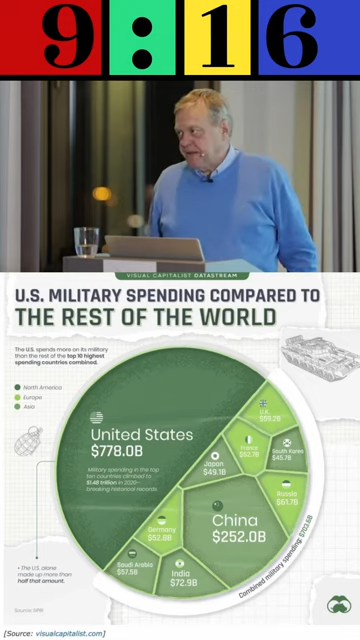 9:16
VISUAL CAPITALIST DATASTREAM
U.S. MILITARY SPENDING COMPARED TO
THE REST OF THE WORLD
The U.S. spends more on its military
than the rest of the top 10 highest
spending countries combined.
North America
Europe
Asia
United States
$778.0B
Military spending in the top
ten countries climbed to
$1.4B trillion in 2020—
breaking historical records.
U.K.
$59.2B
France
$52.7B
South Korea
$45.7B
Japan
$49.1B
Russia
$61.7B
China
$252.0B
Germany
$52.8B
Saudi Arabia
$57.5B
India
$72.9B
Combined military spending: $703.6B
• The U.S. alone
made up more than
half that amount.
Source: SIPRI
[Source: visualcapitalist.com]